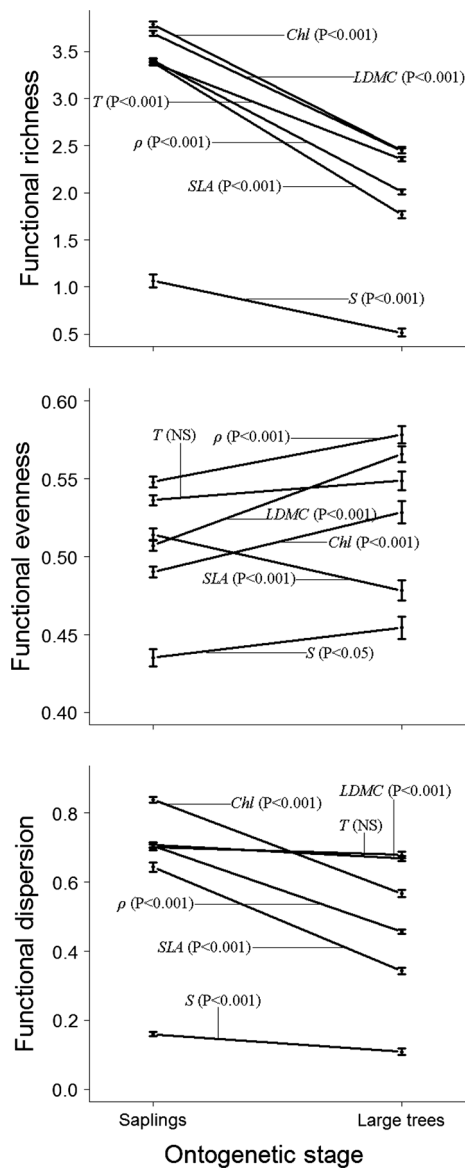 Functional richness
3.5
3.0
2.5
2.0
1.5
1.0
0.5
Chl (P<0.001)
LDMC (P<0.001)
T (P<0.001)
ρ (P<0.001)
SLA (P<0.001)
S (P<0.001)
Functional evenness
0.60
0.55
0.50
0.45
0.40
T (NS)
ρ (P<0.001)
LDMC (P<0.001)
Chl (P<0.001)
SLA (P<0.001)
S (P<0.05)
Functional dispersion
0.8
0.6
0.4
0.2
0.0
LDMC (P<0.001)
Chl (P<0.001)
T (NS)
ρ (P<0.001)
SLA (P<0.001)
S (P<0.001)
Saplings Large trees
Ontogenetic stage